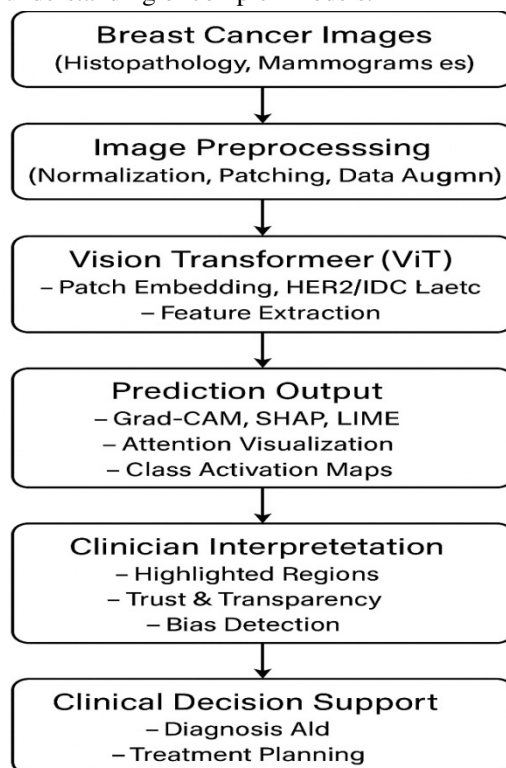 Breast Cancer Images
(Histopathology, Mammograms es)
Image Preprocesssing
(Normalization, Patching, Data Augmn)
Vision Transformeer (ViT)
– Patch Embedding, HER2/IDC Laetc
– Feature Extraction
Prediction Output
– Grad-CAM, SHAP, LIME
– Attention Visualization
– Class Activation Maps
Clinician Interpretetation
– Highlighted Regions
– Trust & Transparency
– Bias Detection
Clinical Decision Support
– Diagnosis Ald
– Treatment Planning